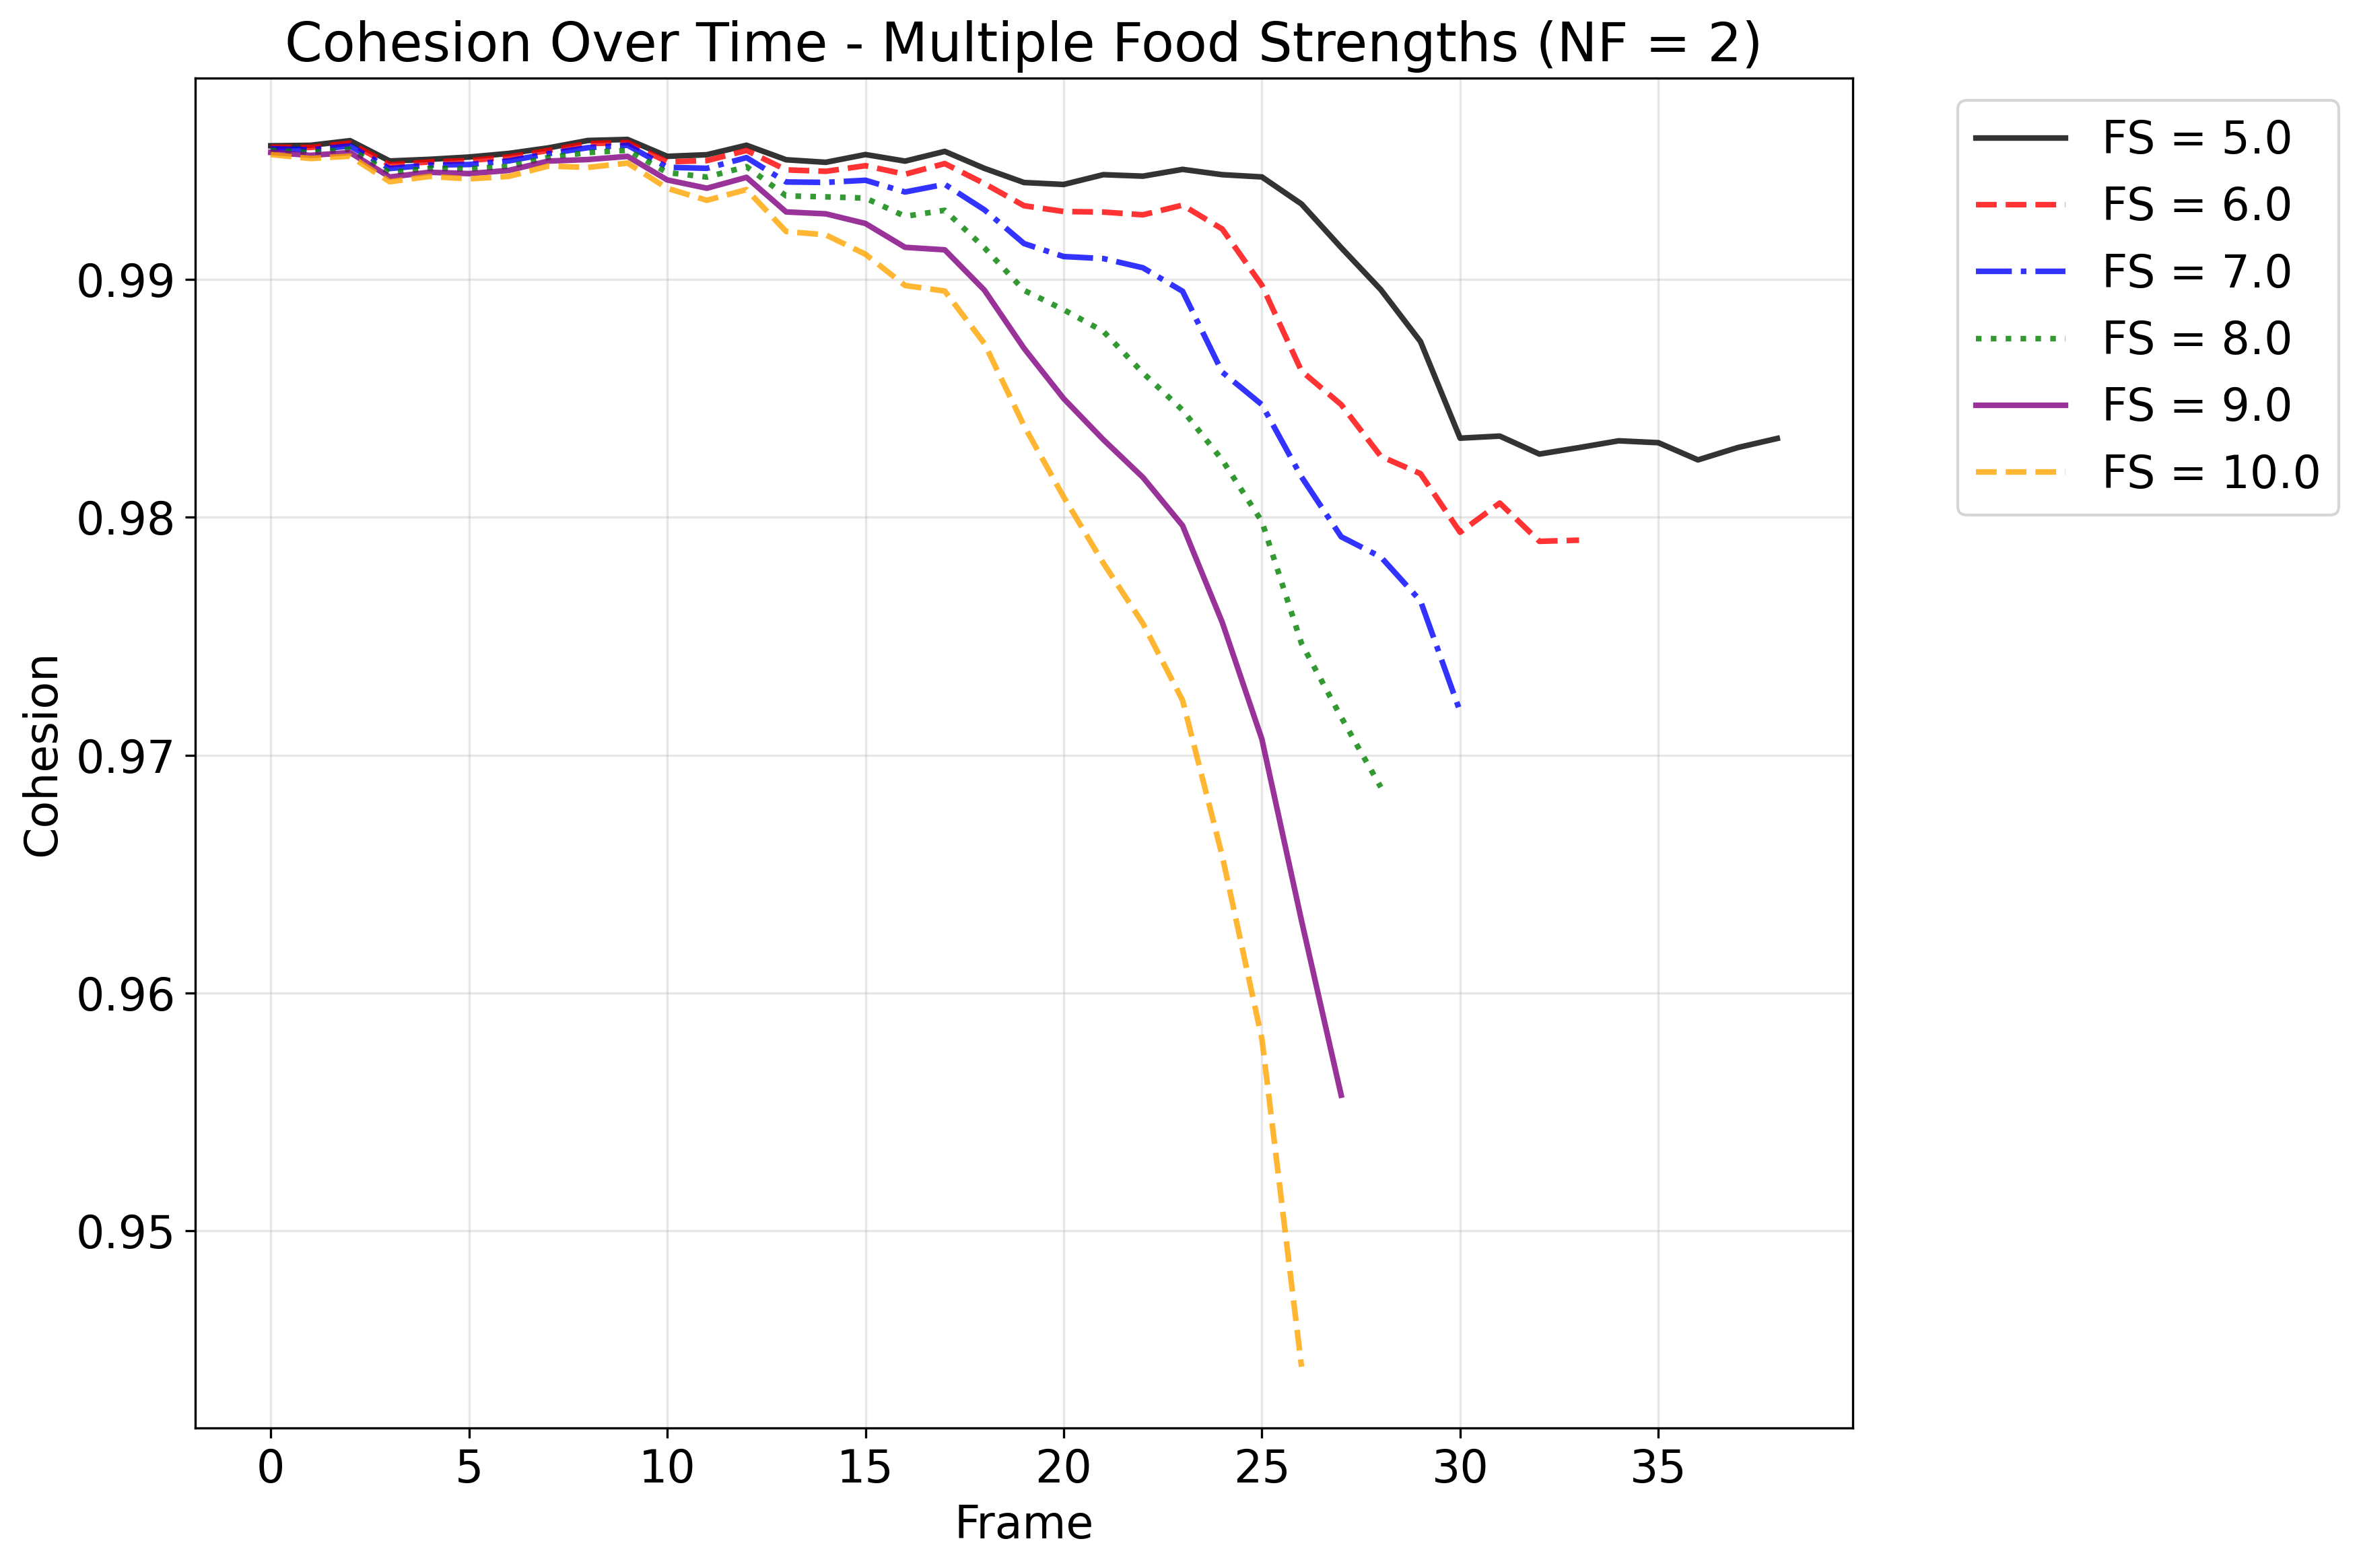 Cohesion Over Time - Multiple Food Strengths (NF = 2)
FS = 5.0
FS = 6.0
FS = 7.0
FS = 8.0
FS = 9.0
FS = 10.0
Cohesion
0.99
0.98
0.97
0.96
0.95
0 5 10 15 20 25 30 35
Frame